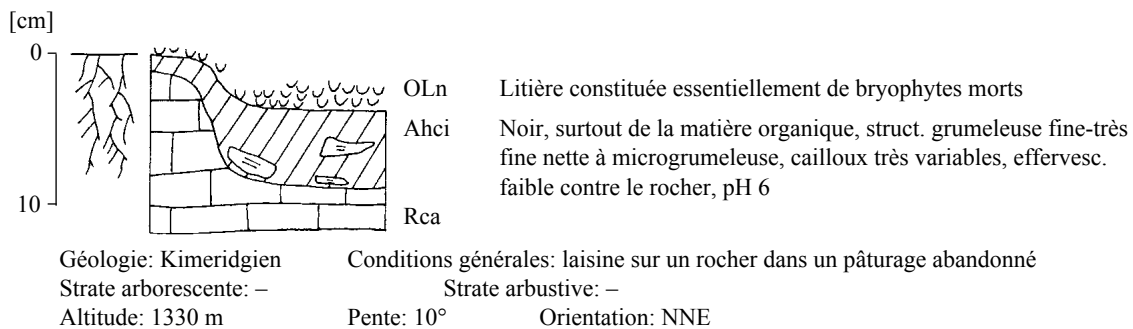 [cm]
0
OLn Litière constituée essentiellement de bryophytes morts
Ahci Noir, surtout de la matière organique, struct. grumeleuse fine-très
fine nette à microgrumeleuse, cailloux très variables, effervesc.
faible contre le rocher, pH 6
10
Rca
Géologie: Kimeridgien Conditions générales: laisine sur un rocher dans un pâturage abandonné
Strate arborescente: – Strate arbustive: –
Altitude: 1330 m Pente: 10° Orientation: NNE